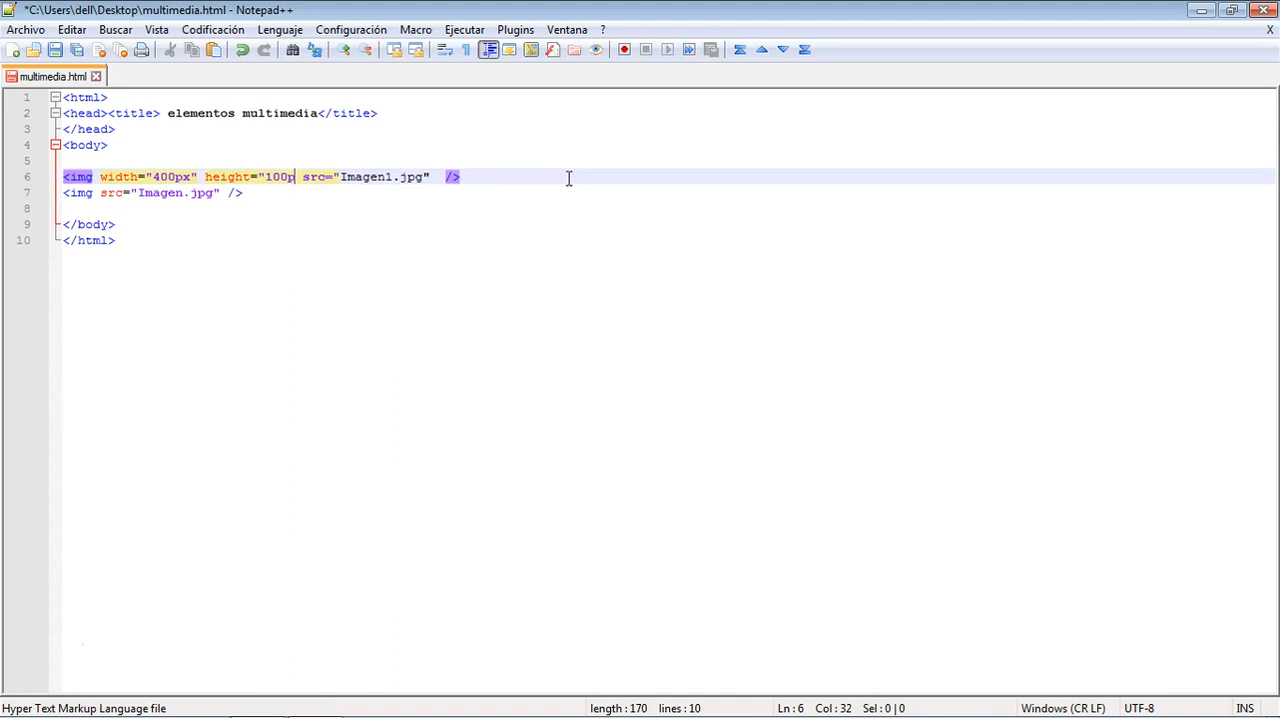 *C:\Users\dell\Desktop\multimedia.html - Notepad++
Archivo Editar Buscar Vista Codificación Lenguaje Configuración Macro Ejecutar Plugins Ventana ? X
multimedia.html
1 <html>
2 <head><title> elementos multimedia</title>
3 </head>
4 <body>
5
6 <img width="400px" height="100p src="Imagen1.jpg"  />
7 <img src="Imagen.jpg" />
8
9 </body>
10 </html>
Hyper Text Markup Language file length : 170 lines : 10 Ln : 6 Col : 32 Sel : 0 | 0 Windows (CR LF) UTF-8 INS